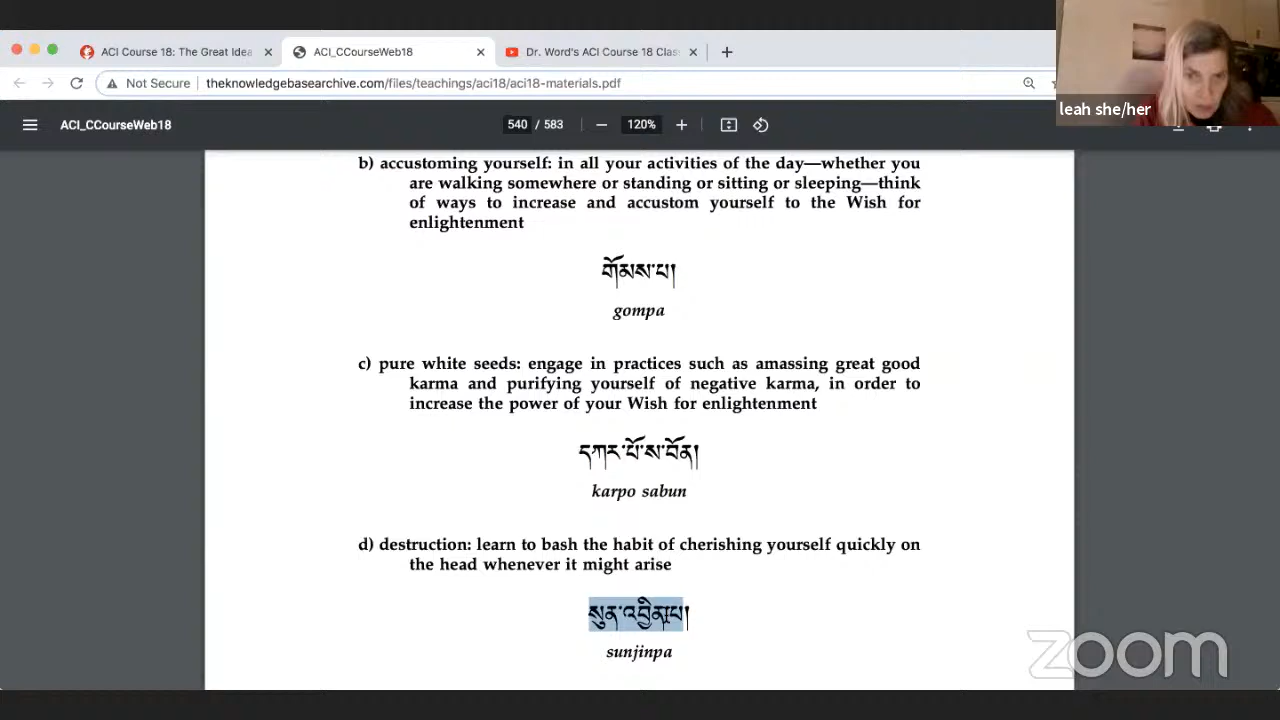 ACI Course 18: The Great Idea
ACI_CCourseWeb18
Dr. Word's ACI Course 18 Clas
Not Secure
theknowledgebasearchive.com/files/teachings/aci18/aci18-materials.pdf
leah she/her
ACI_CCourseWeb18
540 / 583
120%
b) accustoming yourself: in all your activities of the day—whether you
are walking somewhere or standing or sitting or sleeping—think
of ways to increase and accustom yourself to the Wish for
enlightenment
གོམས་པ།
gompa
c) pure white seeds: engage in practices such as amassing great good
karma and purifying yourself of negative karma, in order to
increase the power of your Wish for enlightenment
དཀར་པོ་ས་བོན།
karpo sabun
d) destruction: learn to bash the habit of cherishing yourself quickly on
the head whenever it might arise
སུན་འབྱིན་པ།
sunjinpa
zoom